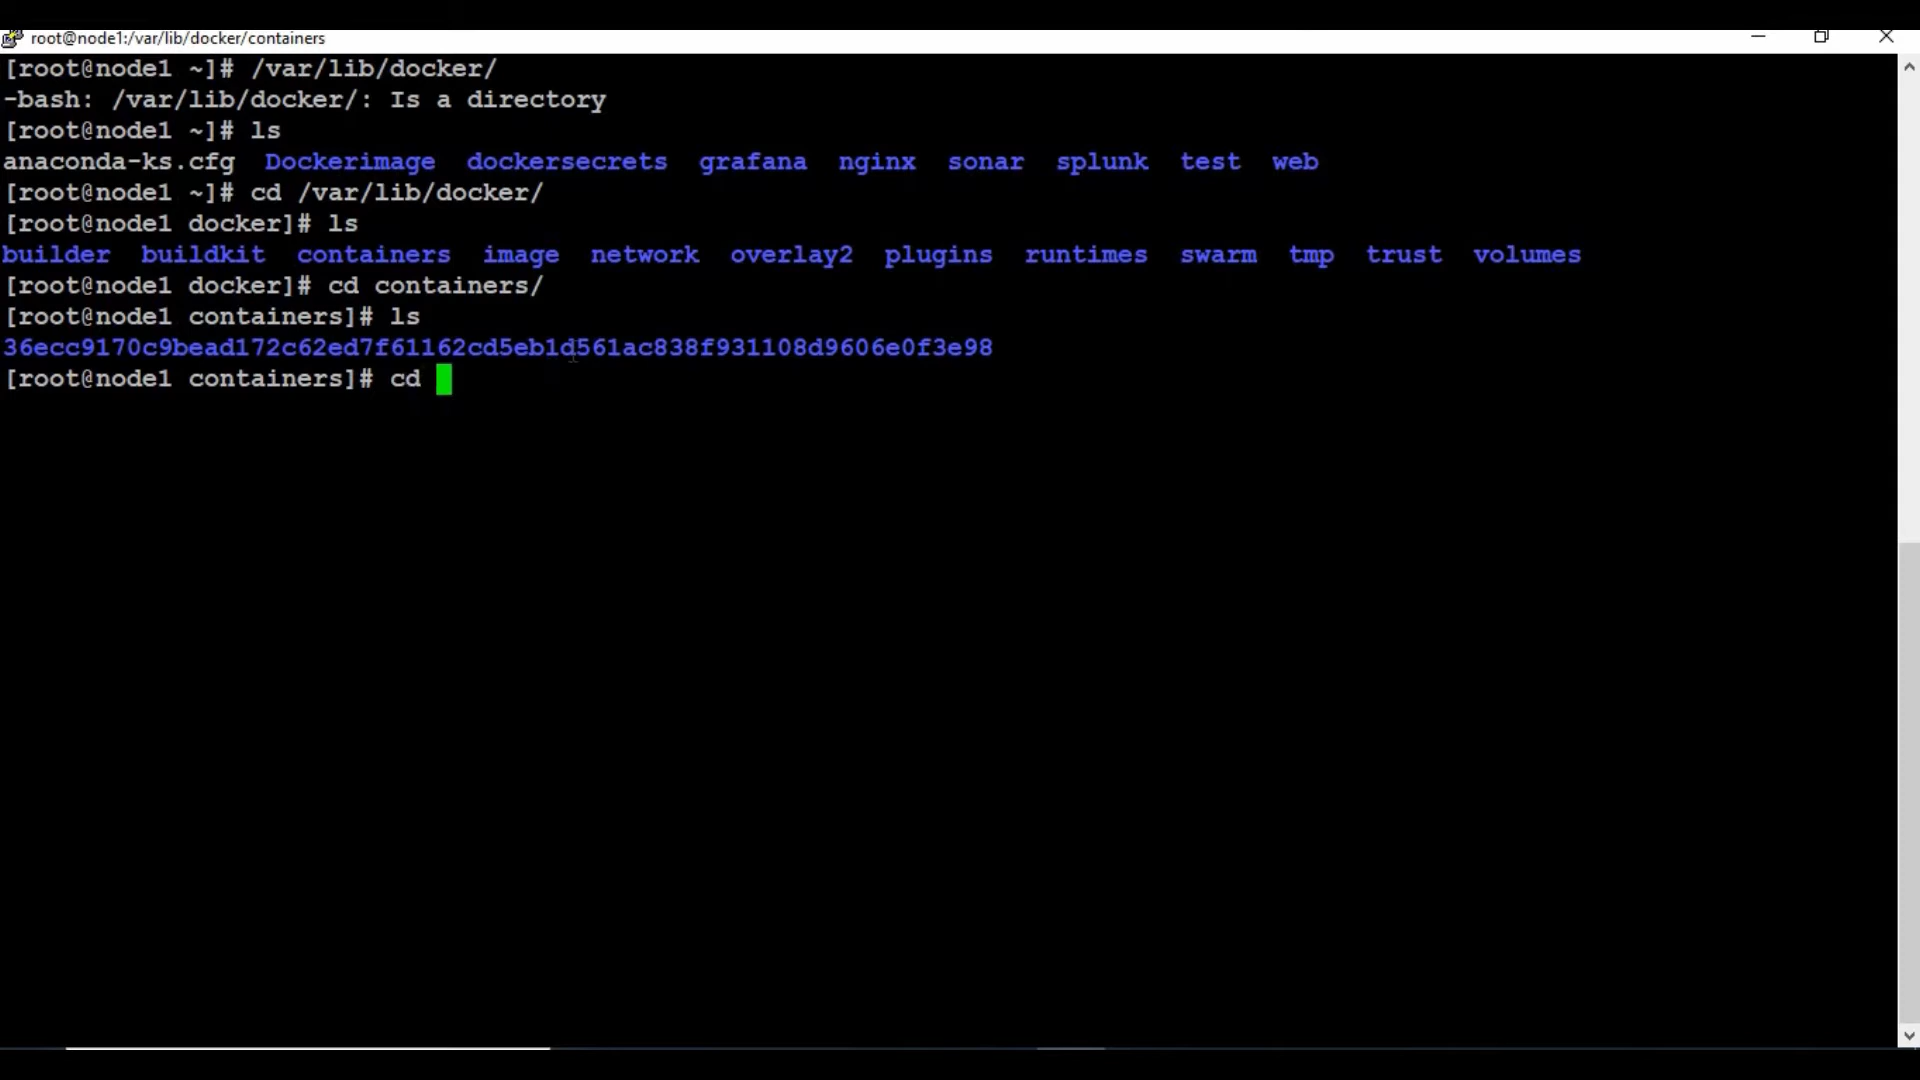 root@node1:/var/lib/docker/containers
[root@node1 ~]# /var/lib/docker/
-bash: /var/lib/docker/: Is a directory
[root@node1 ~]# ls
anaconda-ks.cfg  Dockerimage  dockersecrets  grafana  nginx  sonar  splunk  test  web
[root@node1 ~]# cd /var/lib/docker/
[root@node1 docker]# ls
builder  buildkit  containers  image  network  overlay2  plugins  runtimes  swarm  tmp  trust  volumes
[root@node1 docker]# cd containers/
[root@node1 containers]# ls
36ecc9170c9bead172c62ed7f61162cd5eb1d561ac838f931108d9606e0f3e98
[root@node1 containers]# cd